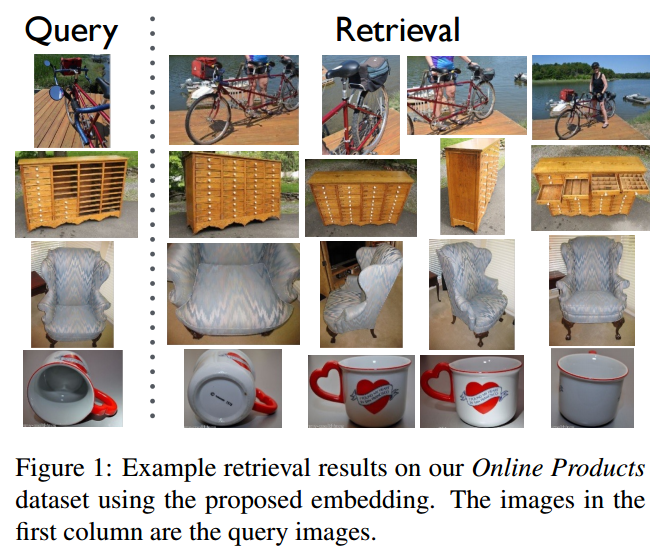 Query
Retrieval
Figure 1: Example retrieval results on our Online Products
dataset using the proposed embedding. The images in the
first column are the query images.